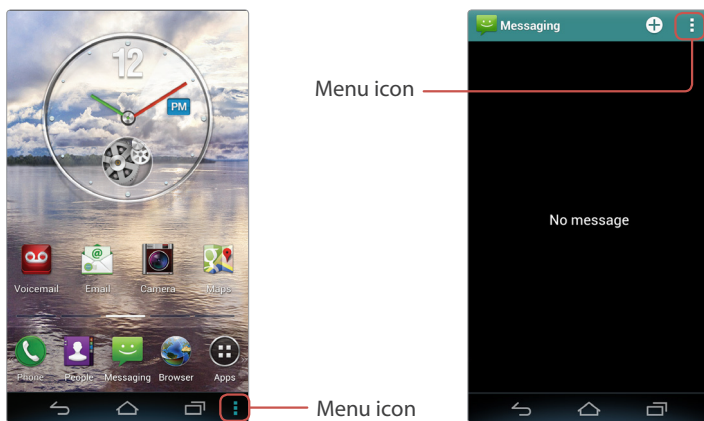 Messaging
Menu icon
12
PM
No message
Voicemail
Email
Camera
Maps
Phone
People
Messaging
Browser
Apps
Menu icon